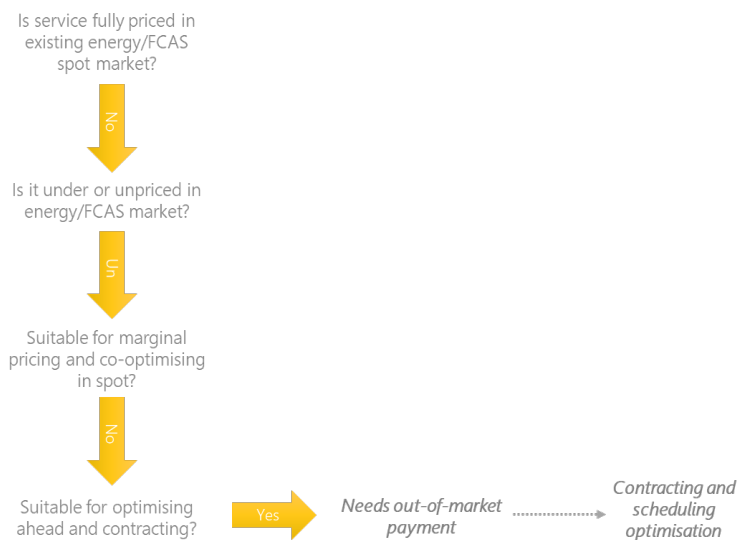 Is service fully priced in
existing energy/FCAS
spot market?
No
Is it under or unpriced in
energy/FCAS market?
Un
Suitable for marginal
pricing and co-optimising
in spot?
No
Suitable for optimising
ahead and contracting?
Yes
Needs out-of-market
payment
Contracting and
scheduling
optimisation